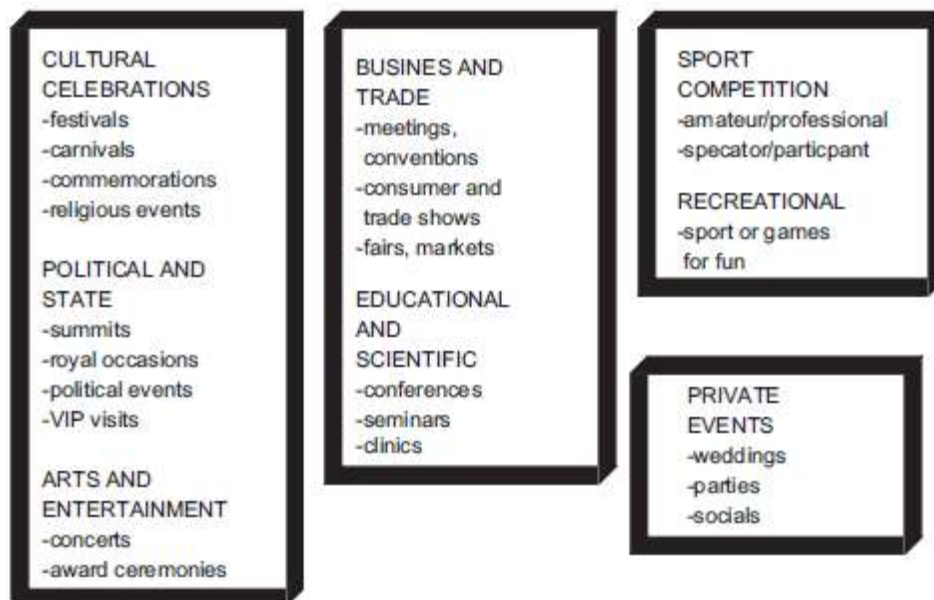 CULTURAL
CELEBRATIONS
-festivals
-carnivals
-commemorations
-religious events
POLITICAL AND
STATE
-summits
-royal occasions
-political events
-VIP visits
ARTS AND
ENTERTAINMENT
-concerts
-award ceremonies
BUSINES AND
TRADE
-meetings,
conventions
-consumer and
trade shows
-fairs, markets
EDUCATIONAL
AND
SCIENTIFIC
-conferences
-seminars
-clinics
SPORT
COMPETITION
-amateur/professional
-specator/particpant
RECREATIONAL
-sport or games
for fun
PRIVATE
EVENTS
-weddings
-parties
-socials